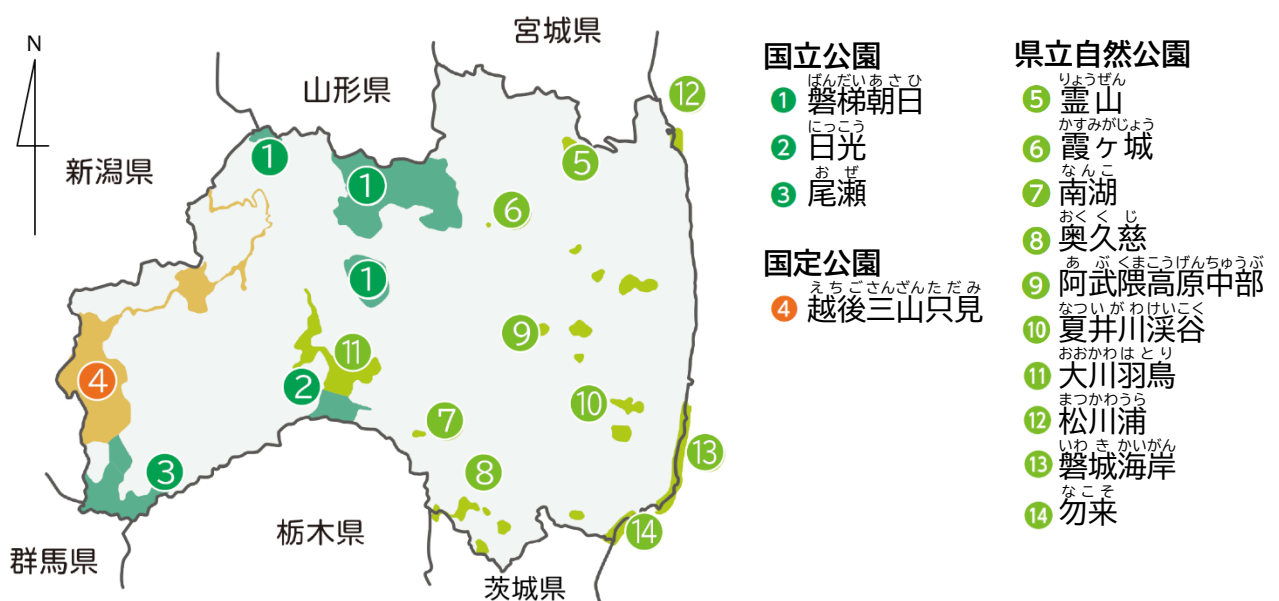 N
宮城県
山形県
新潟県
群馬県
栃木県
茨城県
1
1
1
2
3
4
5
6
7
8
9
10
11
12
13
14
国立公園
ばんだいあさひ
1 磐梯朝日
にっこう
2 日光
おぜ
3 尾瀬
国定公園
えちごさんざんただみ
4 越後三山只見
県立自然公園
りょうぜん
5 霊山
かすみがじょう
6 霞ヶ城
なんこ
7 南湖
おくくじ
8 奥久慈
あぶくまこうげんちゅうぶ
9 阿武隈高原中部
なついがわけいこく
10 夏井川渓谷
おおかわはとり
11 大川羽鳥
まつかわうら
12 松川浦
いわきかいがん
13 磐城海岸
なこそ
14 勿来